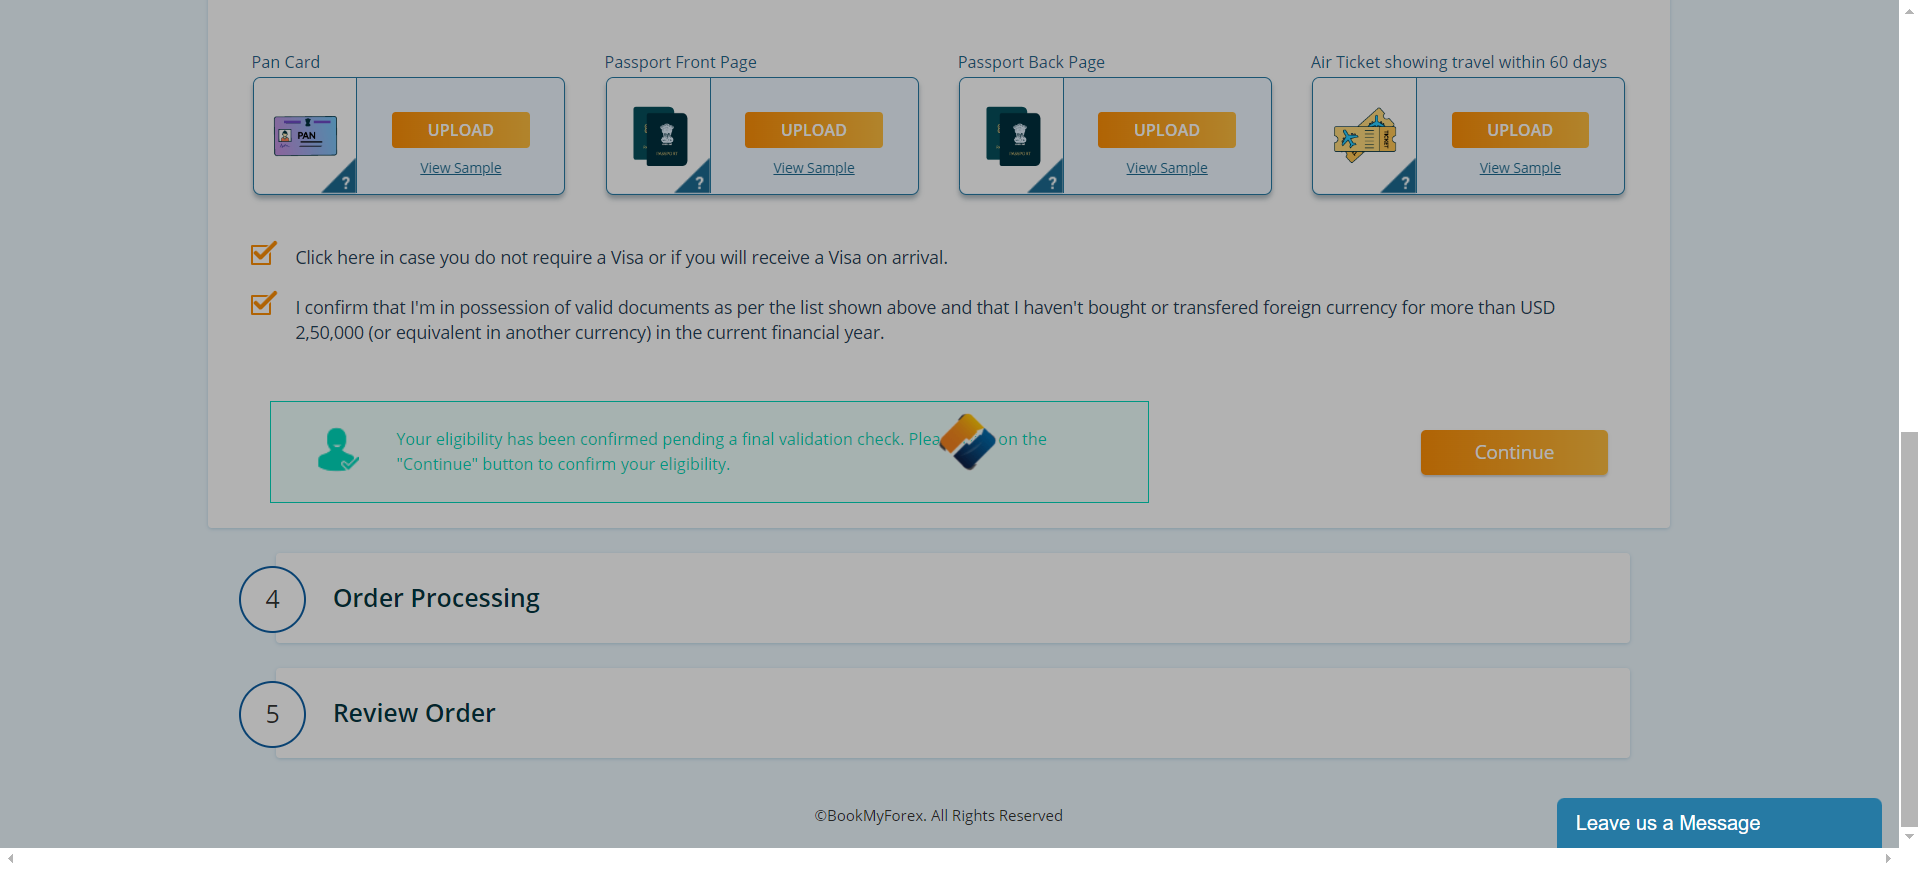 Pan Card
Passport Front Page
Passport Back Page
Air Ticket showing travel within 60 days
PAN
UPLOAD
View Sample
?
PASSPORT
UPLOAD
View Sample
?
PASSPORT
UPLOAD
View Sample
?
TICKET
UPLOAD
View Sample
?
Click here in case you do not require a Visa or if you will receive a Visa on arrival.
I confirm that I'm in possession of valid documents as per the list shown above and that I haven't bought or transfered foreign currency for more than USD
2,50,000 (or equivalent in another currency) in the current financial year.
Your eligibility has been confirmed pending a final validation check. Plea on the
"Continue" button to confirm your eligibility.
Continue
4
Order Processing
5
Review Order
©BookMyForex. All Rights Reserved
Leave us a Message